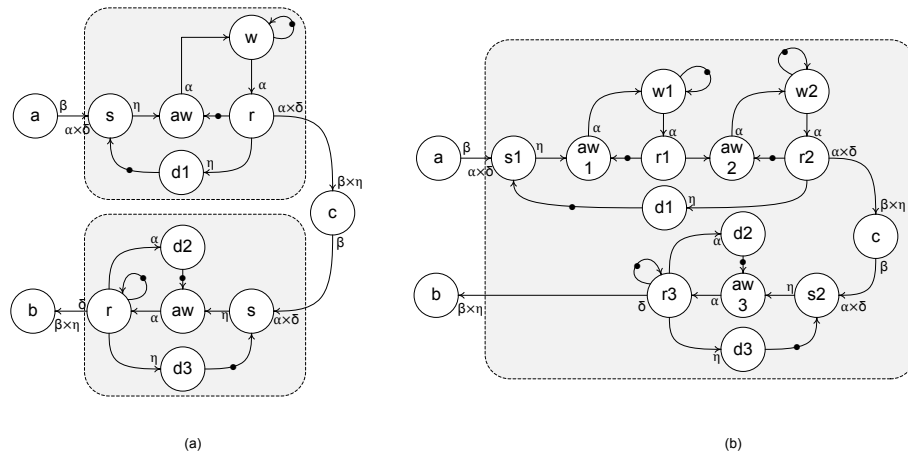 w
a
β
α×δ
s
η
aw
α
α
r
α×δ
d1
η
β×η
c
β
α
d2
b
β×η
δ
r
α
aw
η
s
α×δ
η
d3
(a)
w1
w2
a
β
α×δ
s1
η
aw
1
α
α
r1
aw
2
α
α
r2
α×δ
d1
η
β×η
c
β
α
d2
b
β×η
δ
r3
α
aw
3
η
s2
α×δ
η
d3
(b)